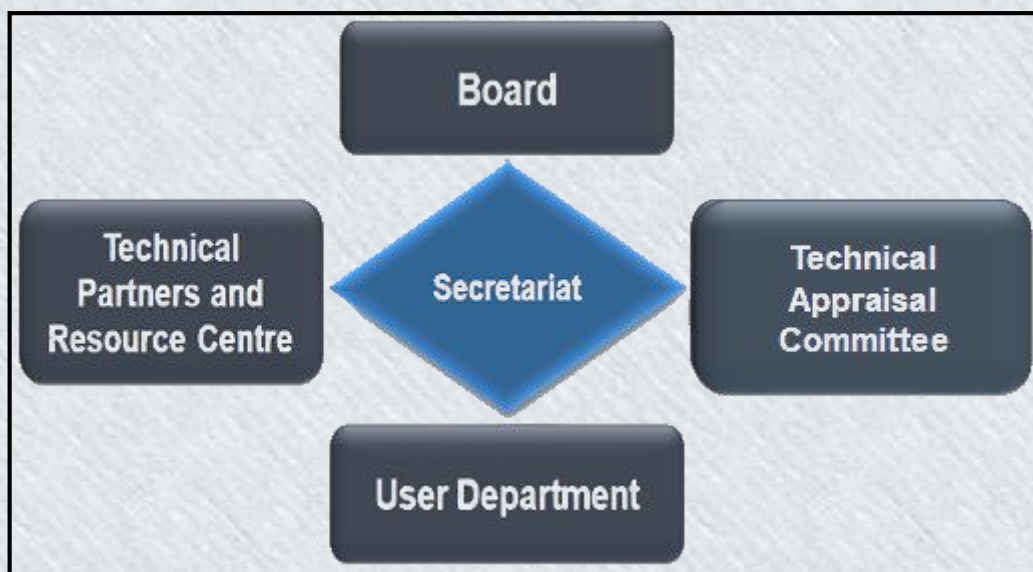 Board
Technical
Partners and
Resource Centre
Secretariat
Technical
Appraisal
Committee
User Department